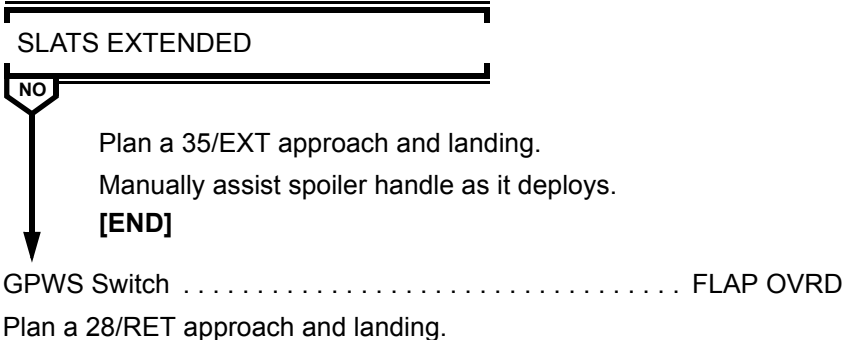 SLATS EXTENDED
NO
Plan a 35/EXT approach and landing.
Manually assist spoiler handle as it deploys.
[END]
GPWS Switch . . . . . . . . . . . . . . . . . . . . . . . . . . . . . . . . . . FLAP OVRD
Plan a 28/RET approach and landing.